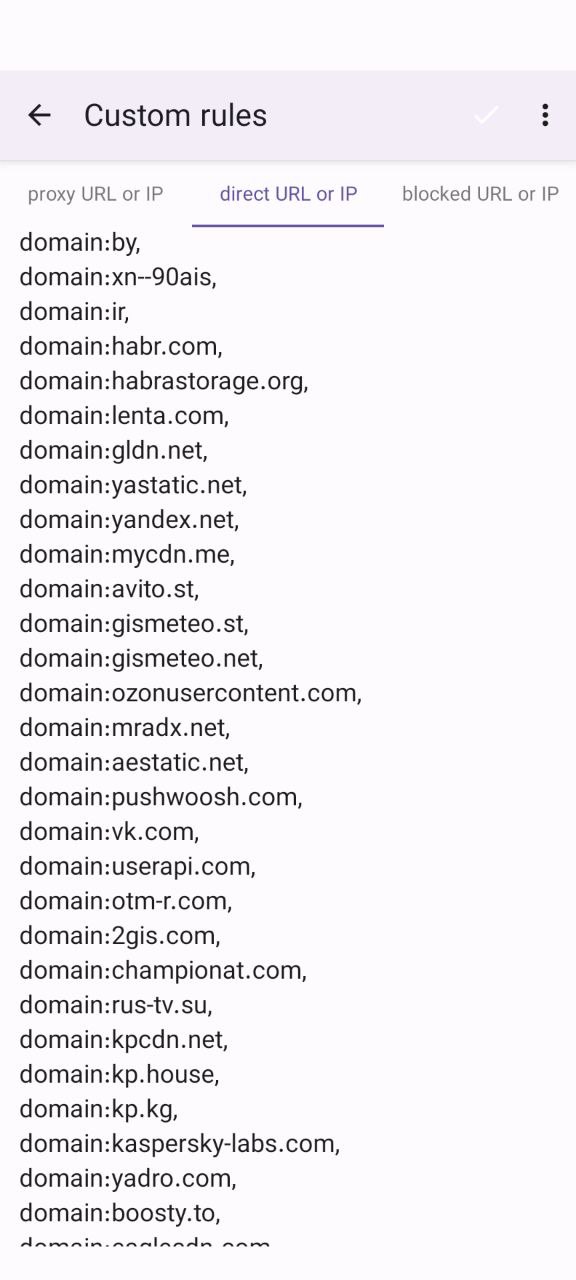 Custom rules
proxy URL or IP
direct URL or IP
blocked URL or IP
domain:by,
domain:xn--90ais,
domain:ir,
domain:habr.com,
domain:habrastorage.org,
domain:lenta.com,
domain:gldn.net,
domain:yastatic.net,
domain:yandex.net,
domain:mycdn.me,
domain:avito.st,
domain:gismeteo.st,
domain:gismeteo.net,
domain:ozonusercontent.com,
domain:mradx.net,
domain:aestatic.net,
domain:pushwoosh.com,
domain:vk.com,
domain:userapi.com,
domain:otm-r.com,
domain:2gis.com,
domain:championat.com,
domain:rus-tv.su,
domain:kpcdn.net,
domain:kp.house,
domain:kp.kg,
domain:kaspersky-labs.com,
domain:yadro.com,
domain:boosty.to,